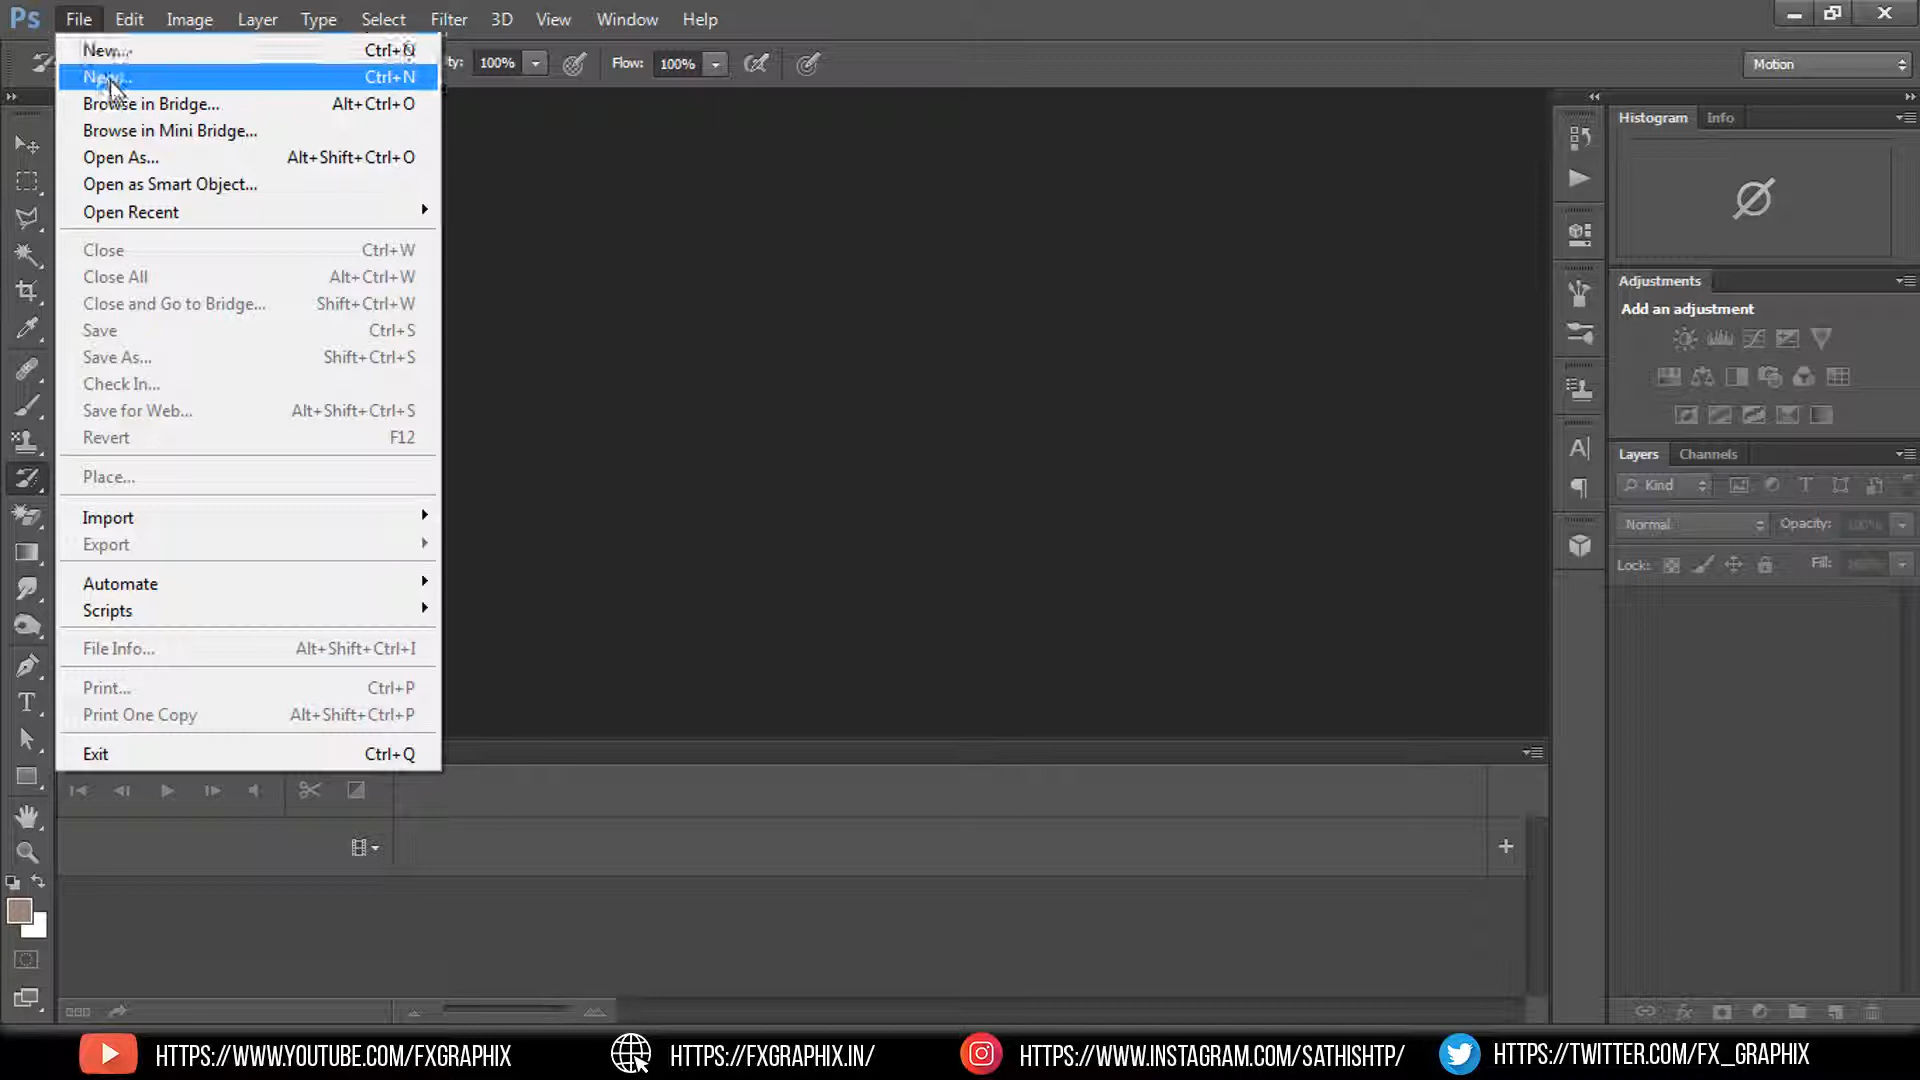 Ps File Edit Image Layer Type Select Filter 3D View Window Help
New... Ctrl+N
ty: 100% Flow: 100% Motion
New... Ctrl+N
Browse in Bridge... Alt+Ctrl+O
Browse in Mini Bridge...
Open As... Alt+Shift+Ctrl+O
Open as Smart Object...
Open Recent
Close Ctrl+W
Close All Alt+Ctrl+W
Close and Go to Bridge... Shift+Ctrl+W
Save Ctrl+S
Save As... Shift+Ctrl+S
Check In...
Save for Web... Alt+Shift+Ctrl+S
Revert F12
Place...
Import
Export
Automate
Scripts
File Info... Alt+Shift+Ctrl+I
Print... Ctrl+P
Print One Copy Alt+Shift+Ctrl+P
Exit Ctrl+Q
Histogram Info
Adjustments
Add an adjustment
Layers Channels
Kind
Normal Opacity: 100%
Lock: Fill:
HTTPS://WWW.YOUTUBE.COM/FXGRAPHIX HTTPS://FXGRAPHIX.IN/ HTTPS://WWW.INSTAGRAM.COM/SATHISHTP/ HTTPS://TWITTER.COM/FX_GRAPHIX